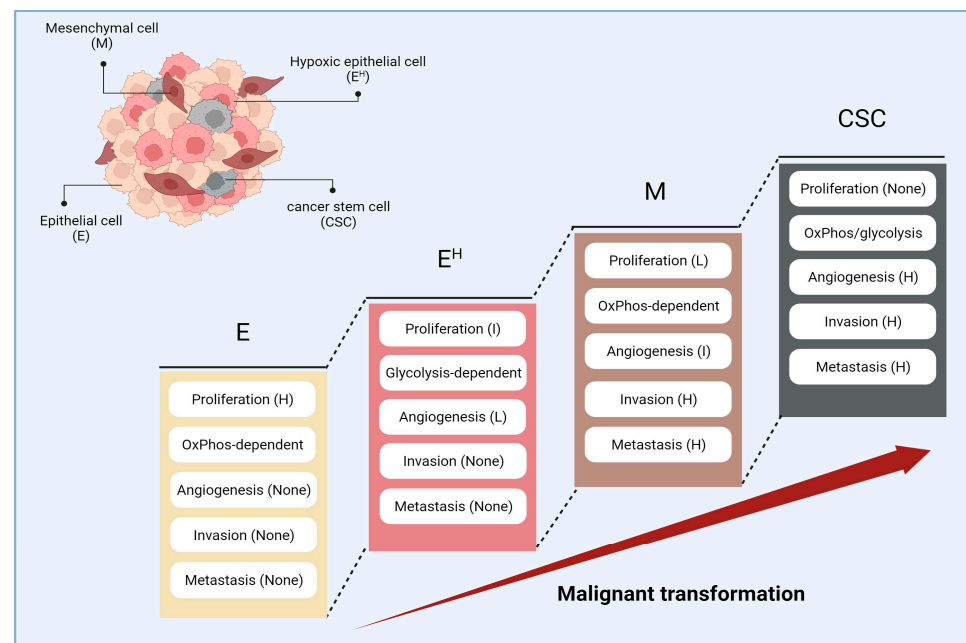 Mesenchymal cell
(M)
Hypoxic epithelial cell
(Eᴴ)
Epithelial cell
(E)
cancer stem cell
(CSC)
E
Proliferation (H)
OxPhos-dependent
Angiogenesis (None)
Invasion (None)
Metastasis (None)
Eᴴ
Proliferation (I)
Glycolysis-dependent
Angiogenesis (L)
Invasion (None)
Metastasis (None)
M
Proliferation (L)
OxPhos-dependent
Angiogenesis (I)
Invasion (H)
Metastasis (H)
CSC
Proliferation (None)
OxPhos/glycolysis
Angiogenesis (H)
Invasion (H)
Metastasis (H)
Malignant transformation